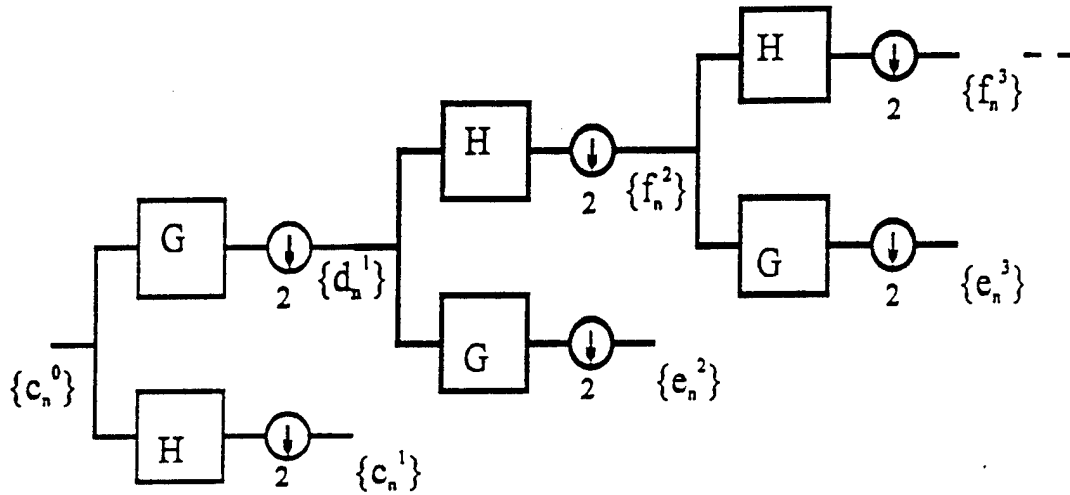 H
2
{f_n^3}
H
2
{f_n^2}
G
2
{d_n^1}
G
2
{e_n^3}
G
2
{e_n^2}
{c_n^0}
H
2
{c_n^1}